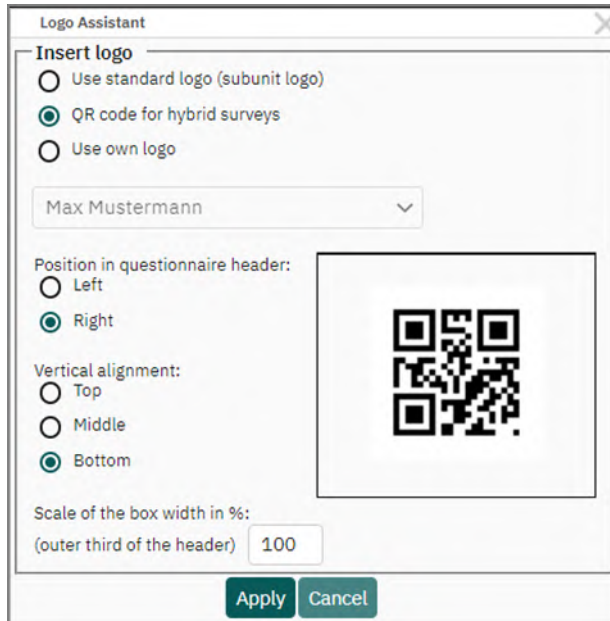 Logo Assistant
Insert logo
Use standard logo (subunit logo)
QR code for hybrid surveys
Use own logo
Max Mustermann
Position in questionnaire header:
Left
Right
Vertical alignment:
Top
Middle
Bottom
Scale of the box width in %:
(outer third of the header) 100
Apply Cancel